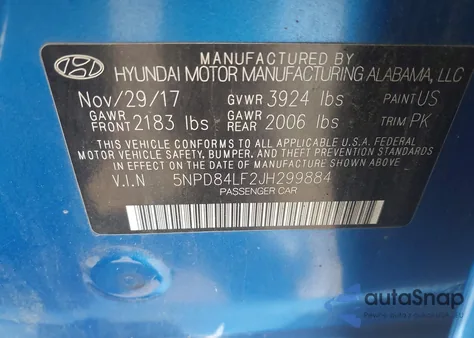 MANUFACTURED BY
HYUNDAI MOTOR MANUFACTURING ALABAMA, LLC
Nov/29/17 GVWR 3924 lbs PAINT US
GAWR FRONT 2183 lbs GAWR REAR 2006 lbs TRIM PK
THIS VEHICLE CONFORMS TO ALL APPLICABLE U.S.A. FEDERAL
MOTOR VEHICLE SAFETY, BUMPER, AND THEFT PREVENTION
STANDARDS IN EFFECT ON THE DATE OF MANUFACTURE SHOWN ABOVE.
V.I.N 5NPD84LF2JH299884
PASSENGER CAR
autoSnap